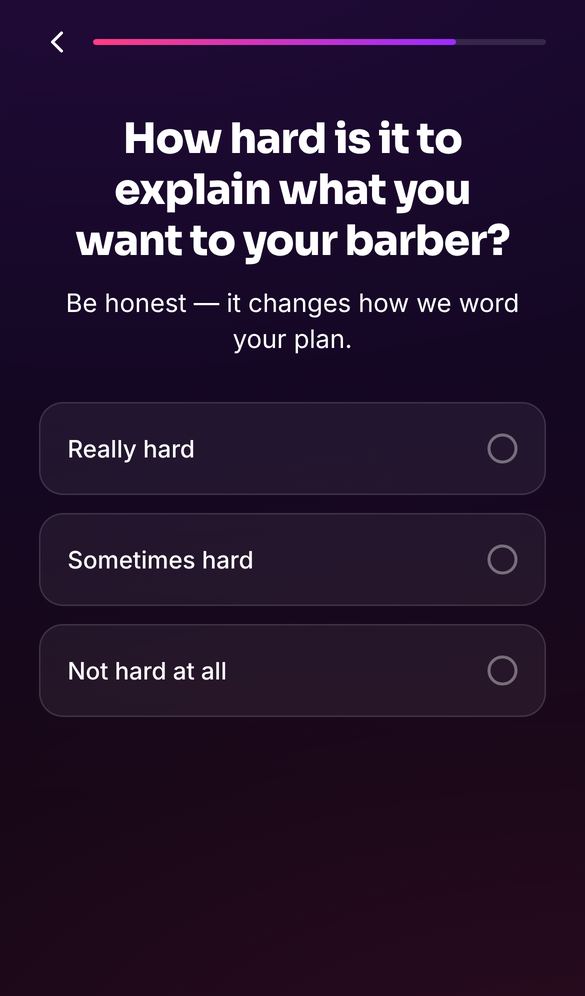 How hard is it to
explain what you
want to your barber?
Be honest — it changes how we word
your plan.
Really hard
Sometimes hard
Not hard at all